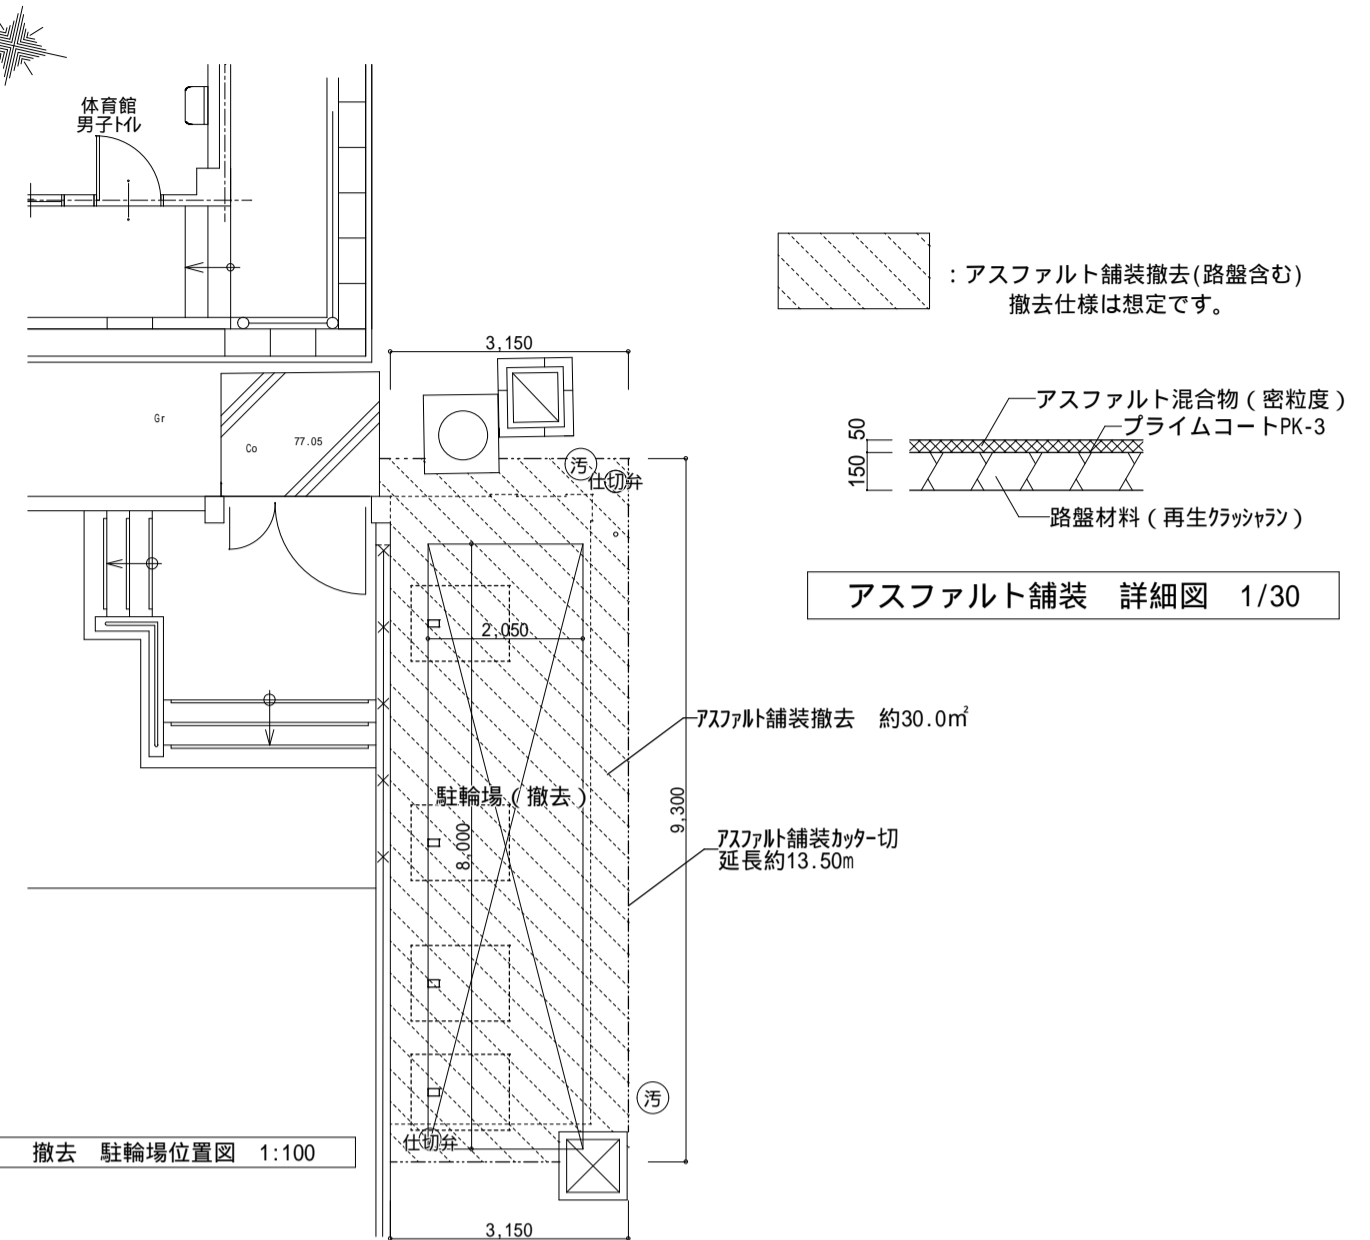 体育館
男子ﾄｲﾚ
: アスファルト舗装撤去(路盤含む)
撤去仕様は想定です。
3,150
アスファルト混合物(密粒度)
プライムコートPK-3
50
150
路盤材料(再生ｸﾗｯｼｬﾗﾝ)
アスファルト舗装 詳細図 1/30
Gr
Co
77.05
汚
仕切弁
2,050
ｱｽﾌｧﾙﾄ舗装撤去 約30.0㎡
駐輪場(撤去)
8,000
9,300
ｱｽﾌｧﾙﾄ舗装ｶｯﾀｰ切
延長約13.50m
汚
仕切弁
撤去 駐輪場位置図 1:100
3,150